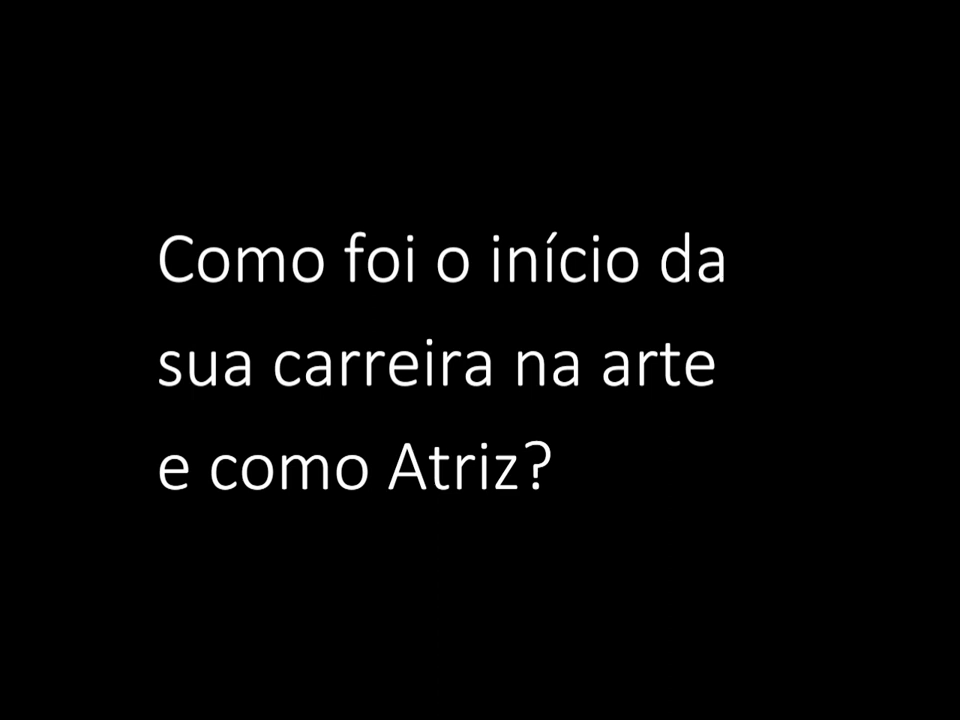 Como foi o início da
sua carreira na arte
e como Atriz?